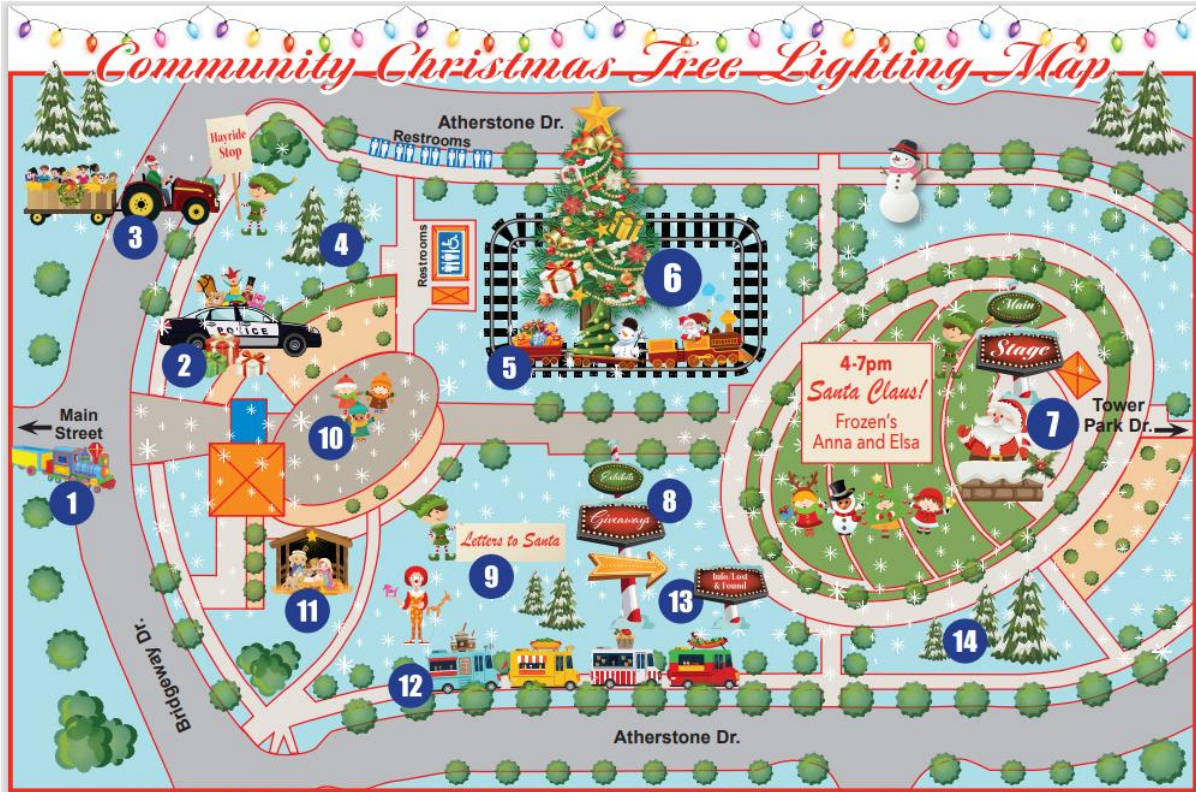 Community Christmas Tree Lighting Map
Atherstone Dr.
Restrooms
Hayride
Stop
3
4
Restrooms
6
Main
Stage
POLICE
2
5
4-7pm
Santa Claus!
Frozen's
Anna and Elsa
7
Tower
Park Dr.
Main
Street
10
1
Exhibits
8
Giveaways
Letters to Santa
9
Info/Lost
& Found
13
11
14
12
Bridgeway Dr.
Atherstone Dr.